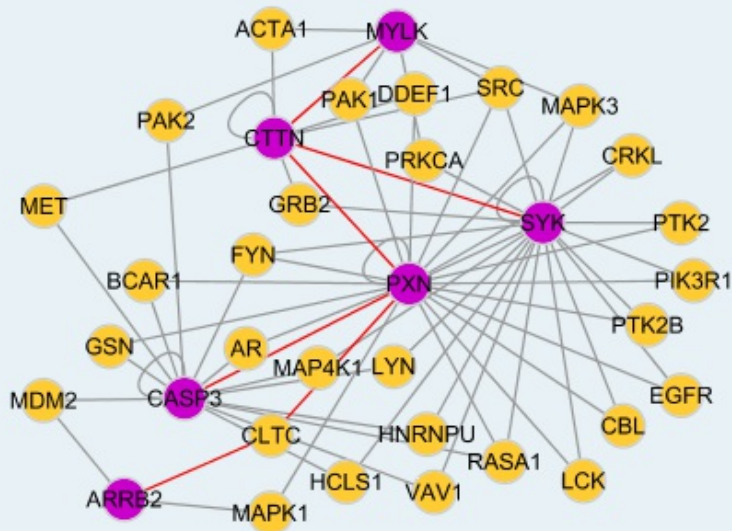 ACTA1
MYLK
PAK1
DDEF1
SRC
MAPK3
PAK2
CTTN
PRKCA
CRKL
MET
GRB2
SYK
PTK2
FYN
BCAR1
PXN
PIK3R1
PTK2B
GSN
AR
MAP4K1
LYN
EGFR
MDM2
CASP3
CLTC
HNRNPU
CBL
RASA1
ARRB2
MAPK1
HCLS1
VAV1
LCK